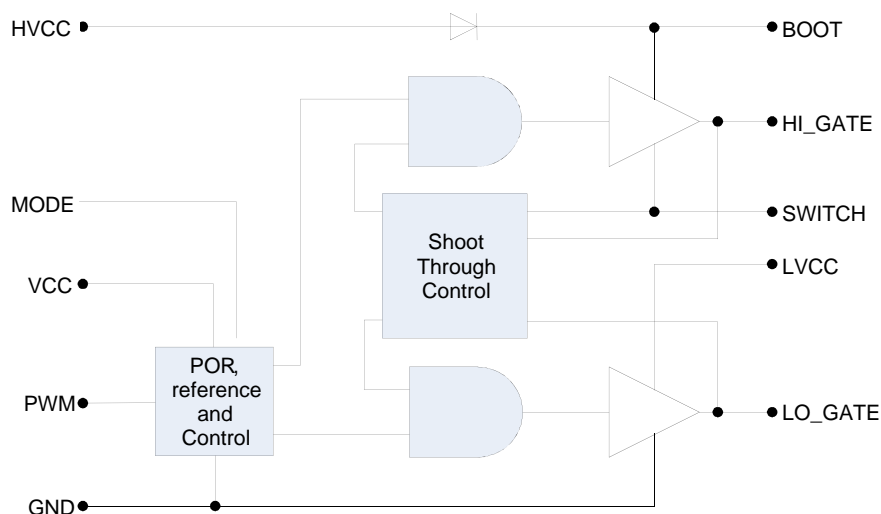 HVCC
BOOT
HI_GATE
MODE
SWITCH
Shoot
Through
Control
LVCC
VCC
POR,
reference
and
Control
PWM
LO_GATE
GND